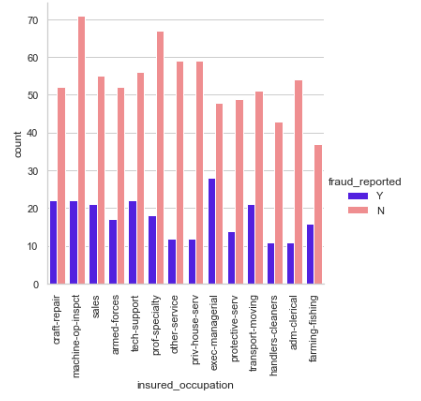 70
60
50
40
30
20
10
0
count
craft-repair
machine-op-inspct
sales
armed-forces
tech-support
prof-specialty
other-service
priv-house-serv
exec-managerial
protective-serv
transport-moving
handlers-cleaners
adm-clerical
farming-fishing
insured_occupation
fraud_reported
Y
N